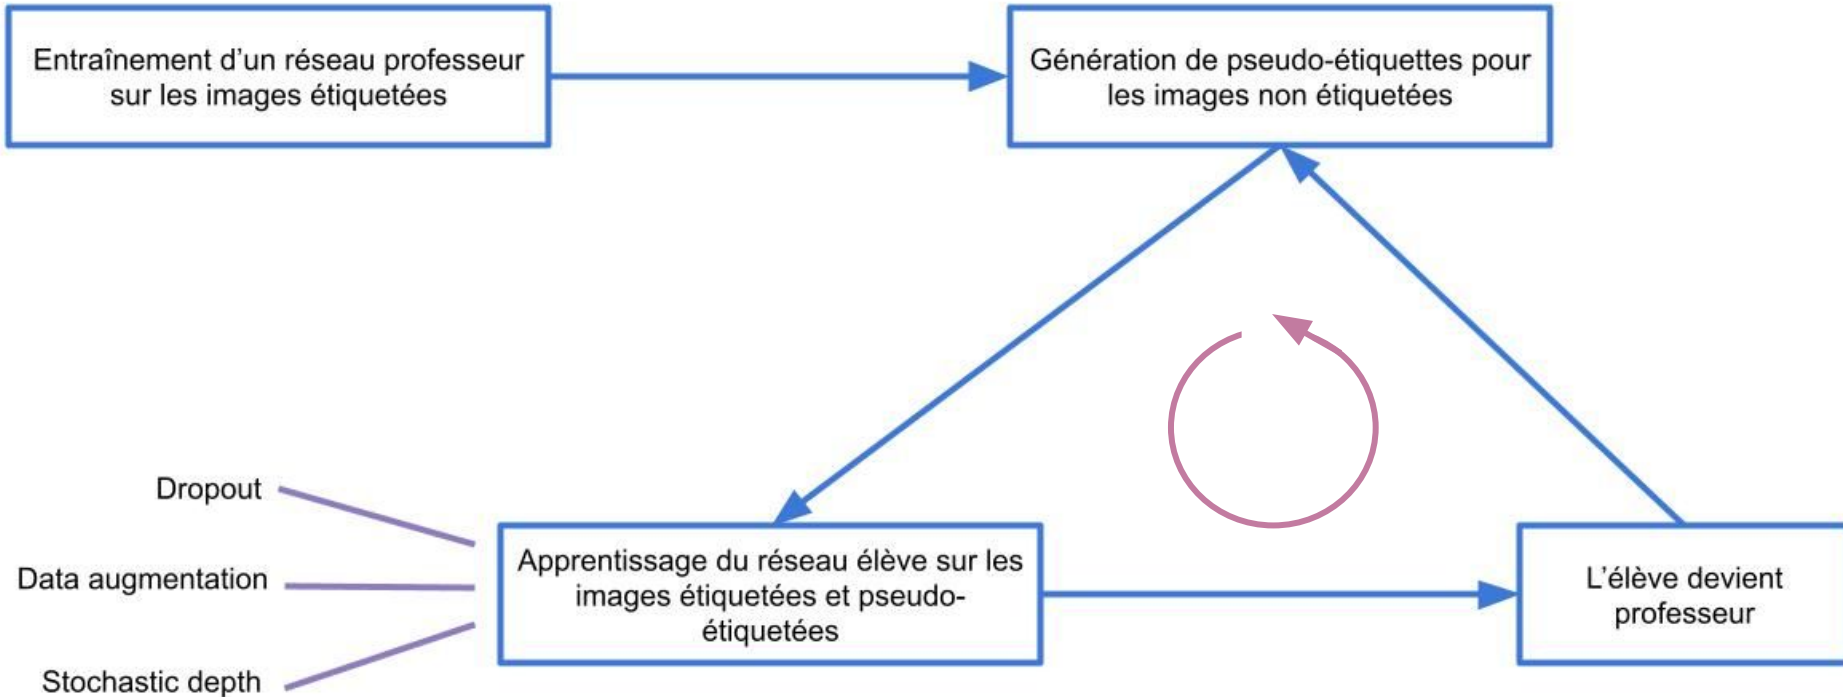 Entraînement d'un réseau professeur
sur les images étiquetées
Génération de pseudo-étiquettes pour
les images non étiquetées
Dropout
Data augmentation
Stochastic depth
Apprentissage du réseau élève sur les
images étiquetées et pseudo-
étiquetées
L'élève devient
professeur